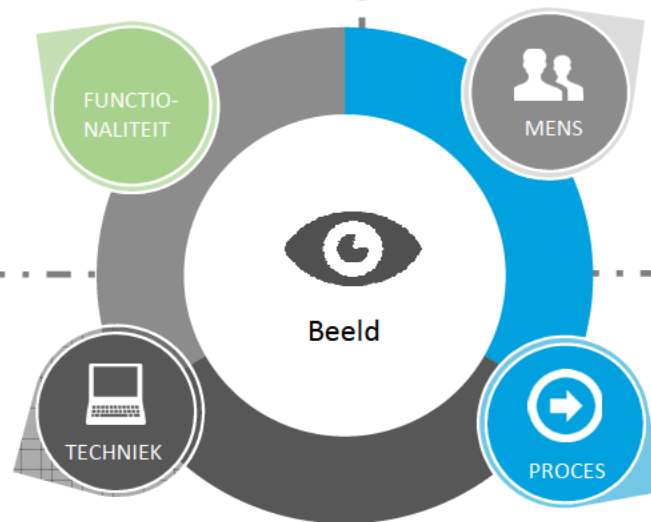 FUNCTIO-
NALITEIT
MENS
Beeld
TECHNIEK
PROCES